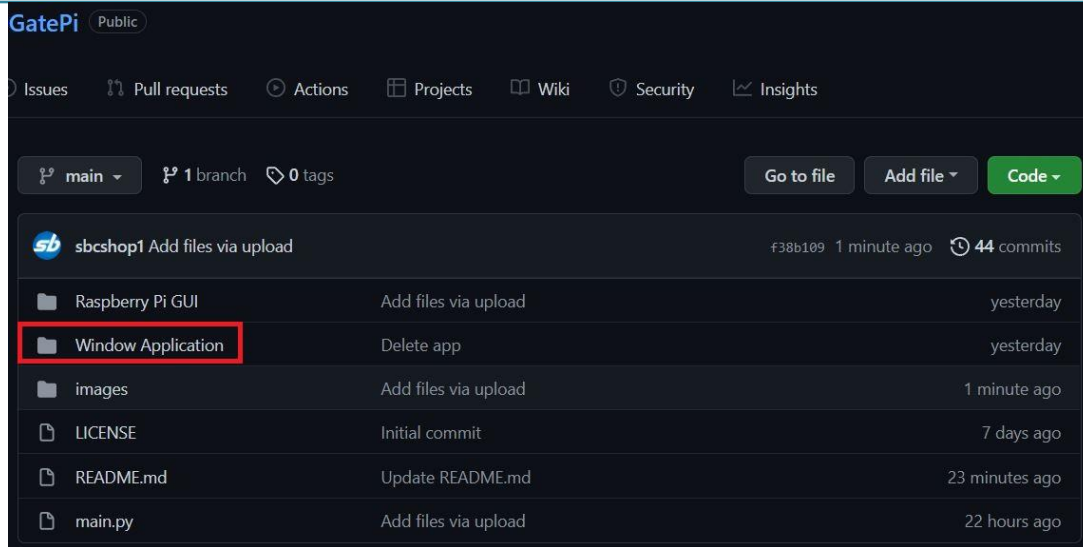 GatePi Public
Issues Pull requests Actions Projects Wiki Security Insights
main 1 branch 0 tags Go to file Add file Code
sb sbcshop1 Add files via upload f38b109 1 minute ago 44 commits
Raspberry Pi GUI Add files via upload yesterday
Window Application Delete app yesterday
images Add files via upload 1 minute ago
LICENSE Initial commit 7 days ago
README.md Update README.md 23 minutes ago
main.py Add files via upload 22 hours ago